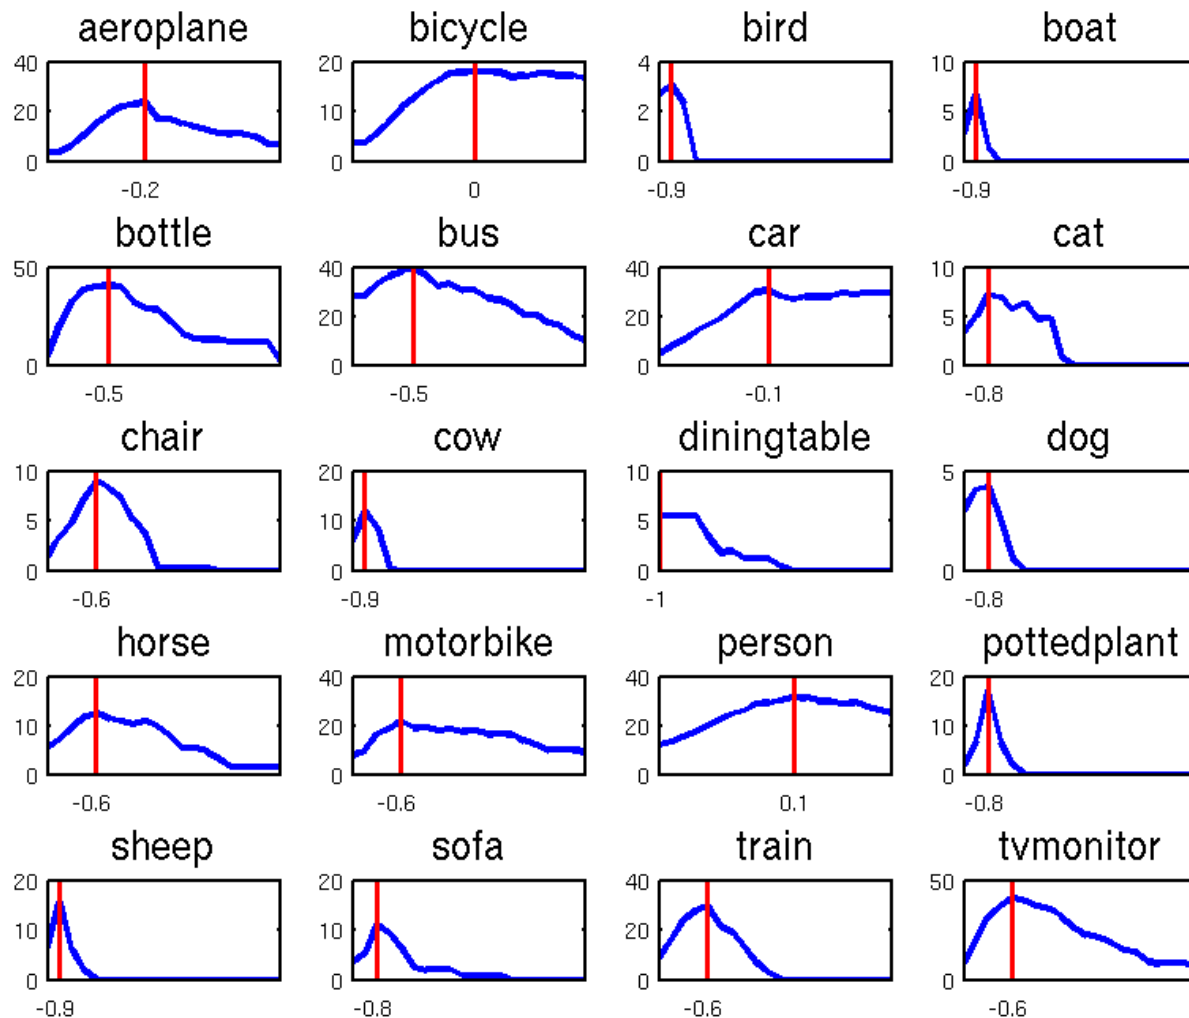 aeroplane bicycle bird boat
40 20 4 10
20 10 2 5
0 0 0 0
-0.2 0 -0.9 -0.9
bottle bus car cat
50 40 40 10
20 20 5
0 0 0 0
-0.5 -0.5 -0.1 -0.8
chair cow diningtable dog
10 20 10 5
5 10 5
0 0 0 0
-0.6 -0.9 -1 -0.8
horse motorbike person pottedplant
20 40 40 20
10 20 20 10
0 0 0 0
-0.6 -0.6 0.1 -0.8
sheep sofa train tvmonitor
20 20 40 50
10 10 20
0 0 0 0
-0.9 -0.8 -0.6 -0.6